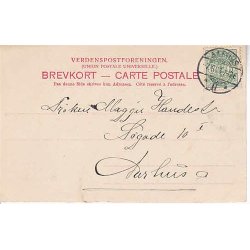 VERDENSPOSTFORENINGEN.
(UNION POSTALE UNIVERSELLE.)
BREVKORT — CARTE POSTALE
Paa denne Side skrives kun Adressen. Côté réservé à l'adresse.
Frøken Maggie
Søgade 10 I
Aarhus